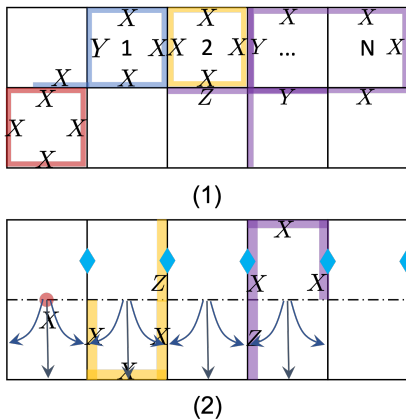 X X X X
Y 1 X X 2 X Y ... N X
X X X
X Z Y X
X X
X
(1)
X
Z X X
X X X Z
X
(2)